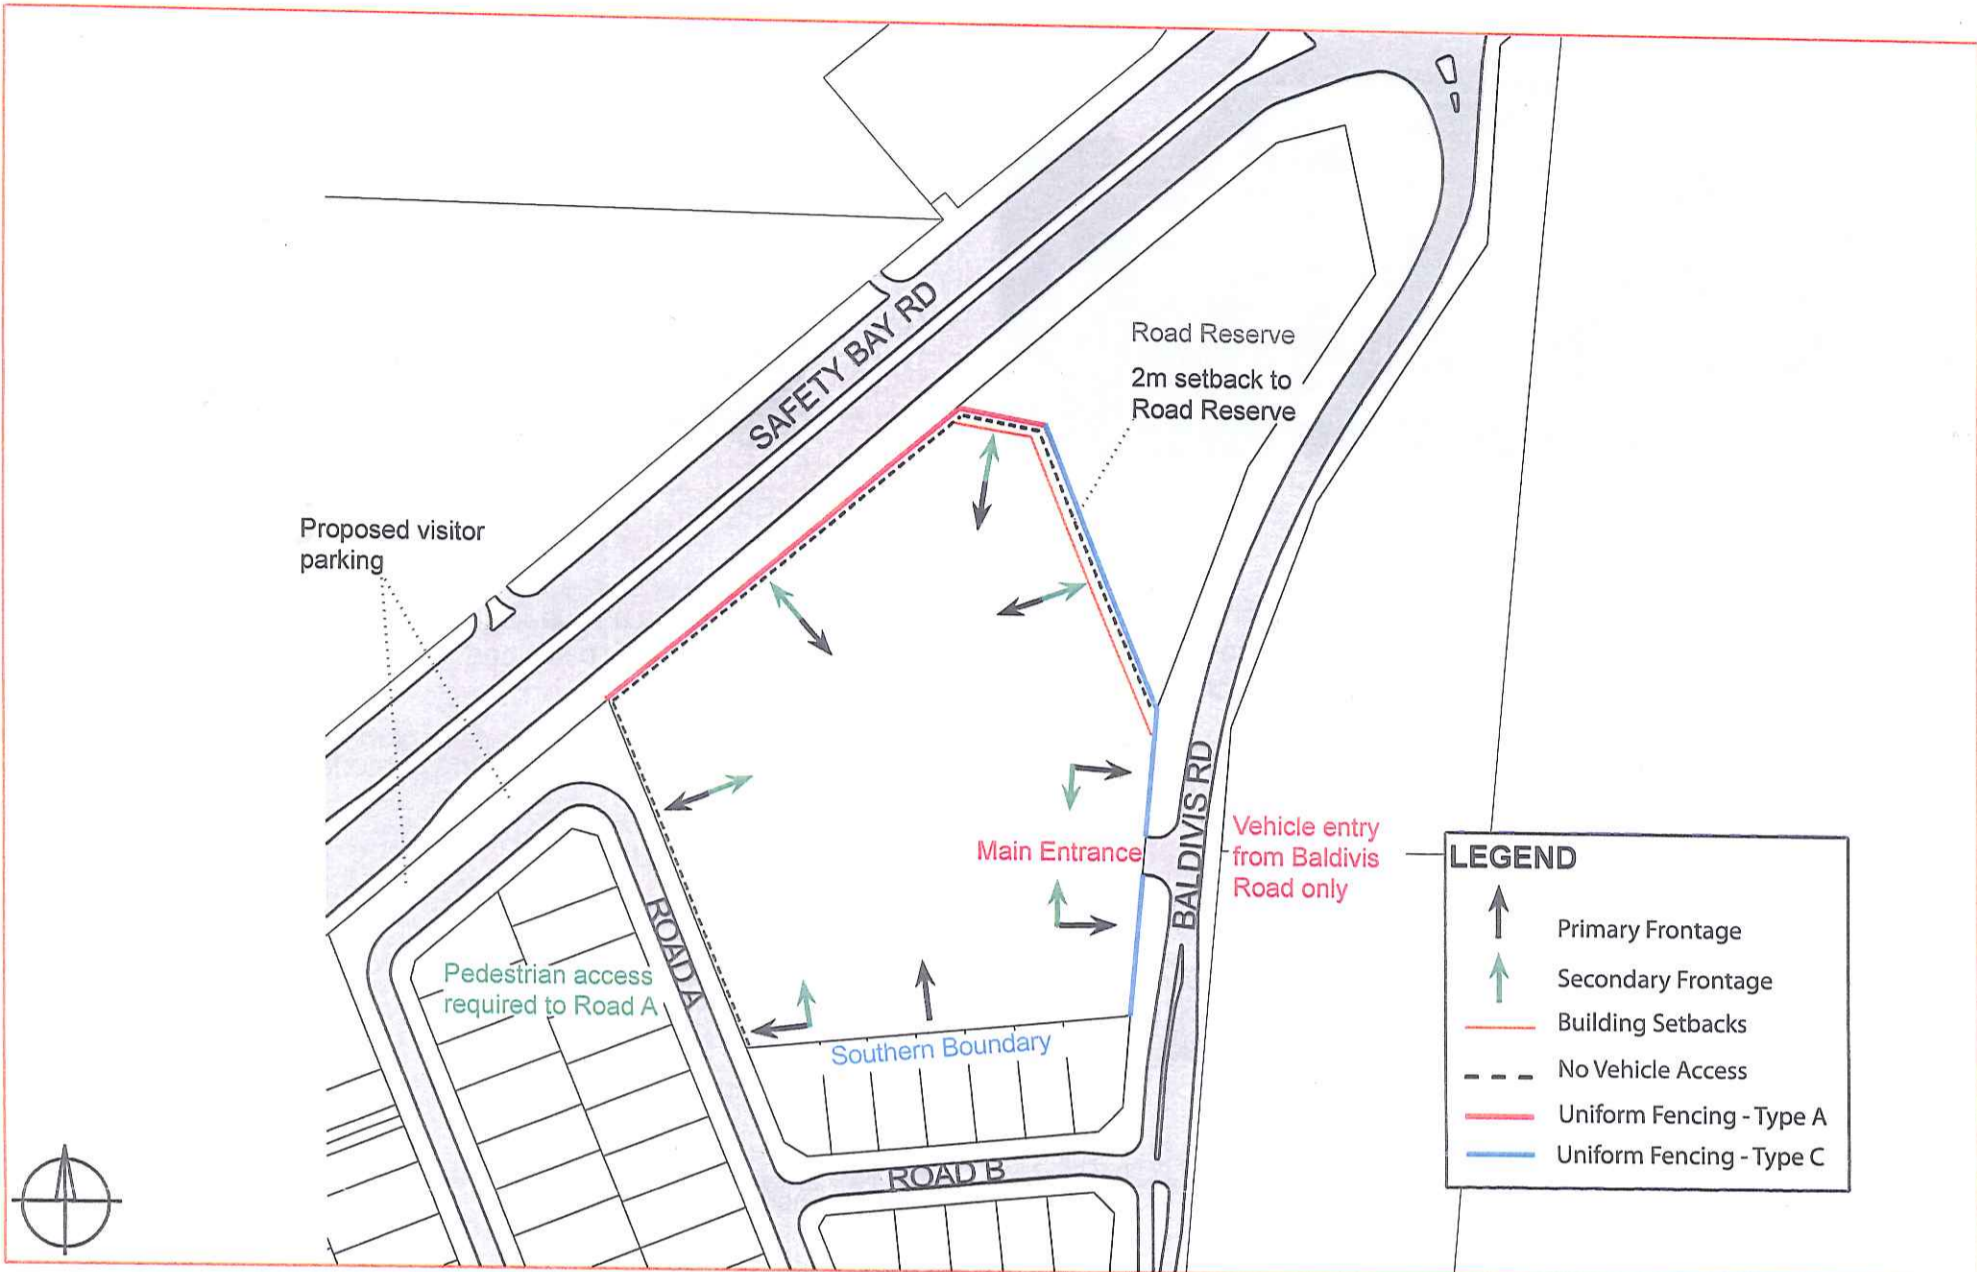 SAFETY BAY RD
Road Reserve
2m setback to
Road Reserve
Proposed visitor
parking
BALDIVIS RD
Main Entrance
Vehicle entry
from Baldivis
Road only
ROAD A
Pedestrian access
required to Road A
Southern Boundary
ROAD B
LEGEND
Primary Frontage
Secondary Frontage
Building Setbacks
No Vehicle Access
Uniform Fencing - Type A
Uniform Fencing - Type C